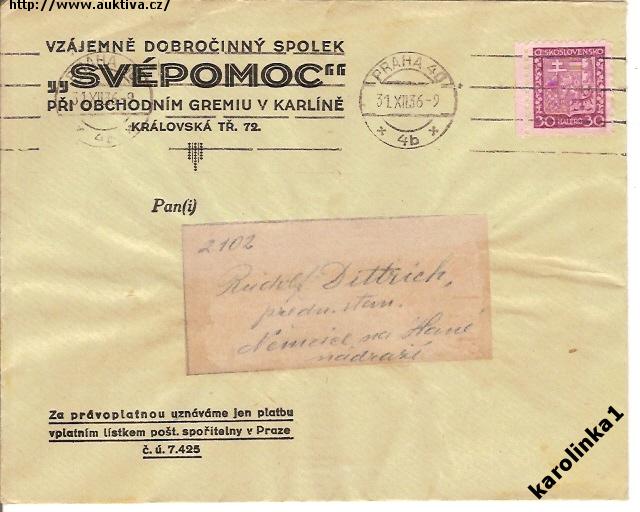 http://www.auktiva.cz/
VZÁJEMNĚ DOBROČINNÝ SPOLEK
„SVÉPOMOC“
PŘI OBCHODNÍM GREMIU V KARLÍNĚ
KRÁLOVSKÁ TŘ. 72.
PRAHA 40
31.XII.36-9
4b
ČESKOSLOVENSKO
30 HALÉŘŮ 30
Pan(i)
2102
Rudolf Dittrich,
předn. stan.
Němčice na Hané
nádraží
Za právoplatnou uznáváme jen platbu
vplatním lístkem pošt. spořitelny v Praze
č. ú. 7.425
karolinka1